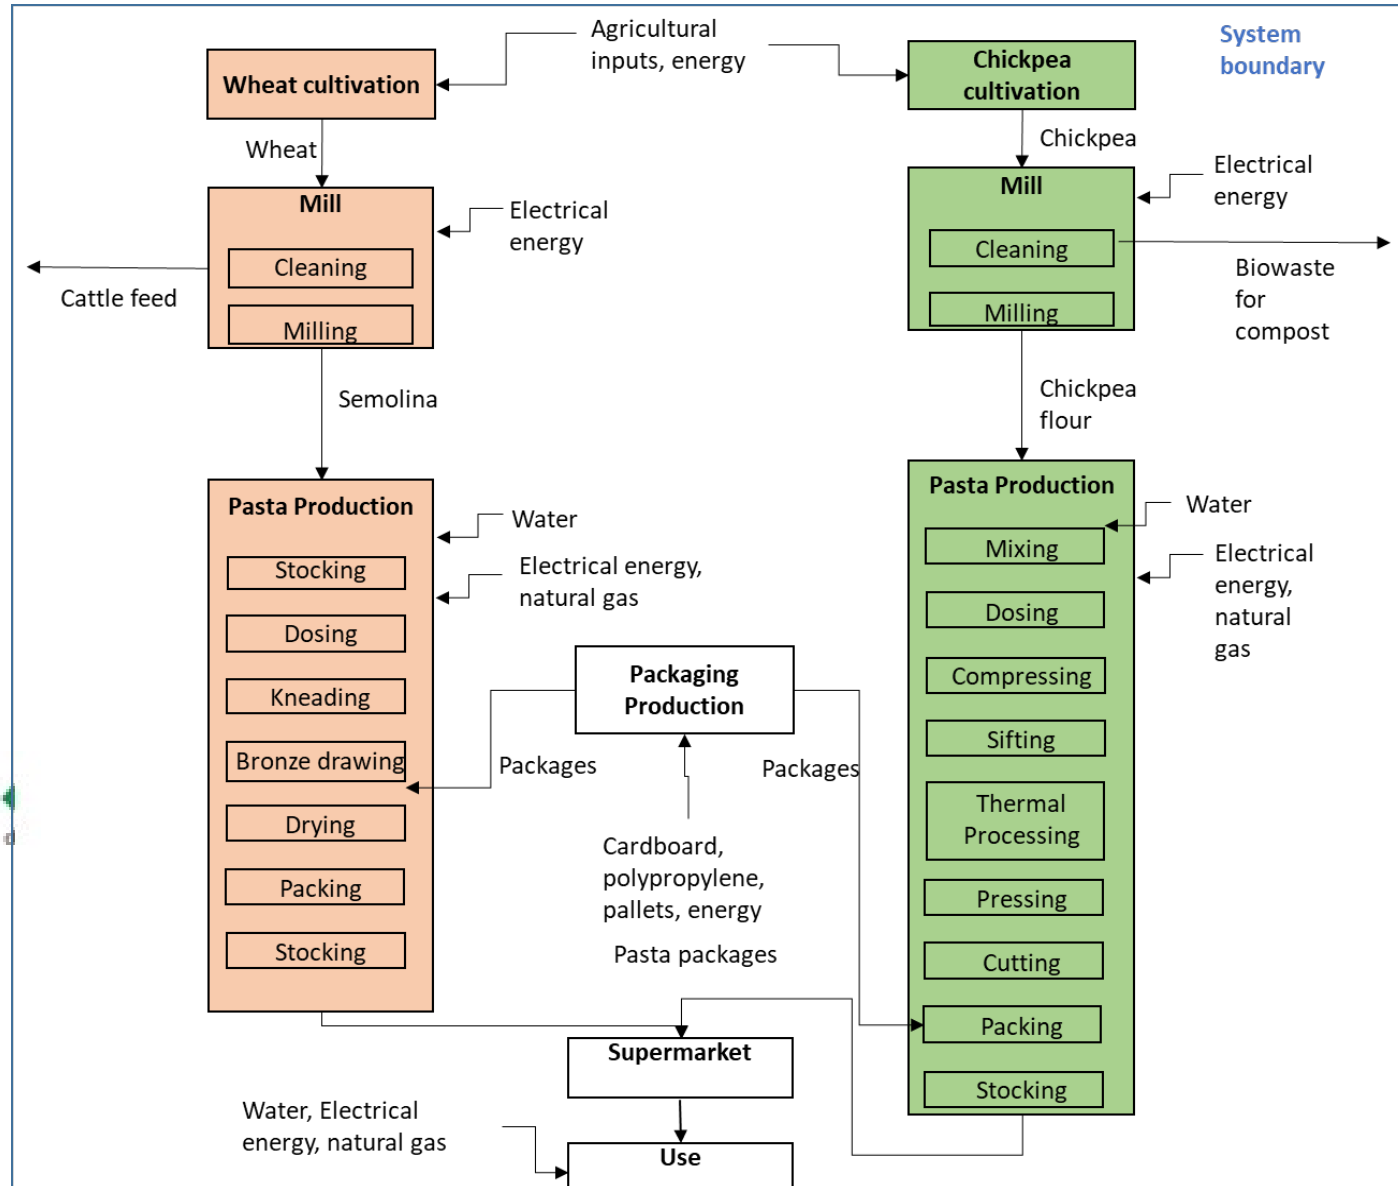 Agricultural
inputs, energy
System
boundary
Wheat cultivation
Chickpea
cultivation
Wheat
Chickpea
Mill
Electrical
energy
Cleaning
Milling
Cattle feed
Mill
Electrical
energy
Cleaning
Milling
Biowaste
for
compost
Semolina
Chickpea
flour
Pasta Production
Water
Electrical energy,
natural gas
Stocking
Dosing
Kneading
Bronze drawing
Drying
Packing
Stocking
Packaging
Production
Packages
Packages
Cardboard,
polypropylene,
pallets, energy
Pasta packages
Pasta Production
Water
Electrical
energy,
natural
gas
Mixing
Dosing
Compressing
Sifting
Thermal
Processing
Pressing
Cutting
Packing
Stocking
Supermarket
Water, Electrical
energy, natural gas
Use